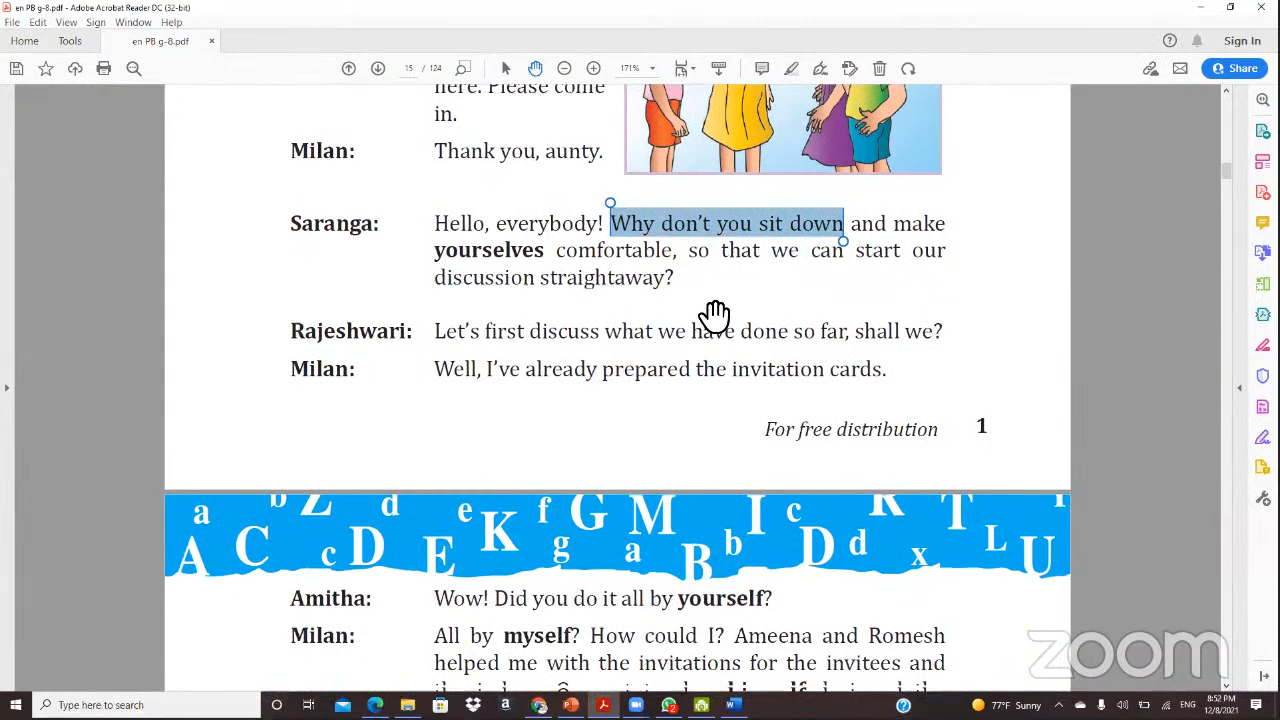 en PB g-8.pdf - Adobe Acrobat Reader DC (32-bit)
File Edit View Sign Window Help
Home Tools en PB g-8.pdf × Sign In
15 / 124 171% Share
here. Please come
in.
Milan: Thank you, aunty.
Saranga: Hello, everybody! Why don't you sit down and make
yourselves comfortable, so that we can start our
discussion straightaway?
Rajeshwari: Let's first discuss what we have done so far, shall we?
Milan: Well, I've already prepared the invitation cards.
For free distribution 1
a b Z d e f G M I c R T
A C c D E K g a B b D d x L U
Amitha: Wow! Did you do it all by yourself?
Milan: All by myself? How could I? Ameena and Romesh
helped me with the invitations for the invitees and
zoom
Type here to search 77°F Sunny 8:52 PM
12/8/2021